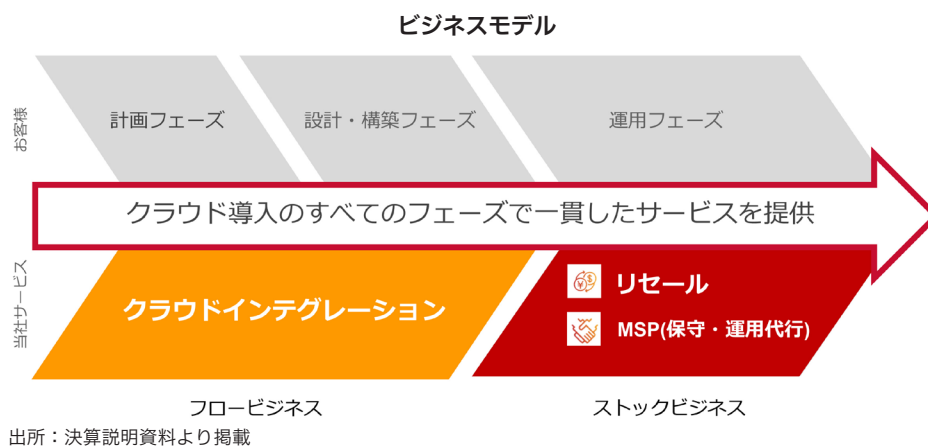 ビジネスモデル
お客様
計画フェーズ
設計・構築フェーズ
運用フェーズ
クラウド導入のすべてのフェーズで一貫したサービスを提供
当社サービス
クラウドインテグレーション
¥$
リセール
MSP(保守・運用代行)
フロービジネス
ストックビジネス
出所：決算説明資料より掲載